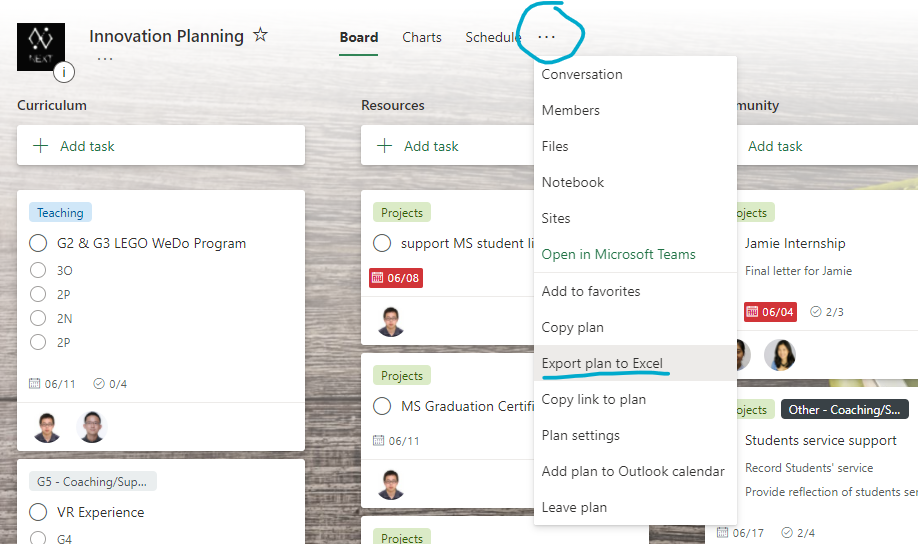 NEXT
Innovation Planning
Board
Charts
Schedule
Conversation
Members
Files
Notebook
Sites
Open in Microsoft Teams
Add to favorites
Copy plan
Export plan to Excel
Copy link to plan
Plan settings
Add plan to Outlook calendar
Leave plan
Curriculum
Add task
Teaching
G2 & G3 LEGO WeDo Program
3O
2P
2N
2P
06/11
0/4
G5 - Coaching/Sup...
VR Experience
G4
Resources
Add task
Projects
support MS student li
06/08
Projects
MS Graduation Certifi
06/11
Projects
munity
Add task
ojects
Jamie Internship
Final letter for Jamie
06/04
2/3
ojects
Other - Coaching/S...
Students service support
Record Students' service
Provide reflection of students se
06/17
2/4